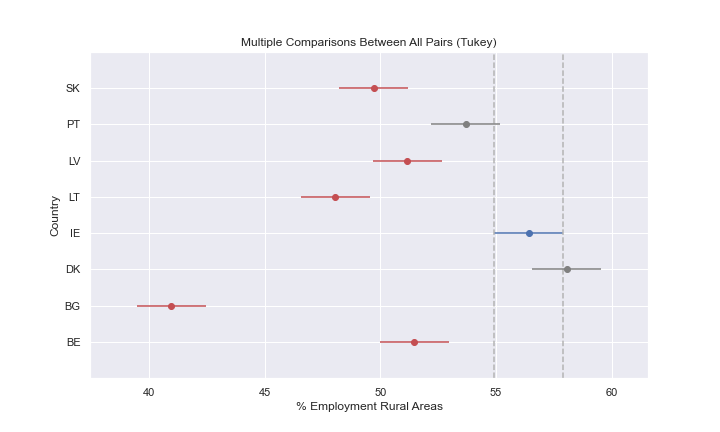 Multiple Comparisons Between All Pairs (Tukey)
SK
PT
LV
LT
IE
DK
BG
BE
Country
40 45 50 55 60
% Employment Rural Areas